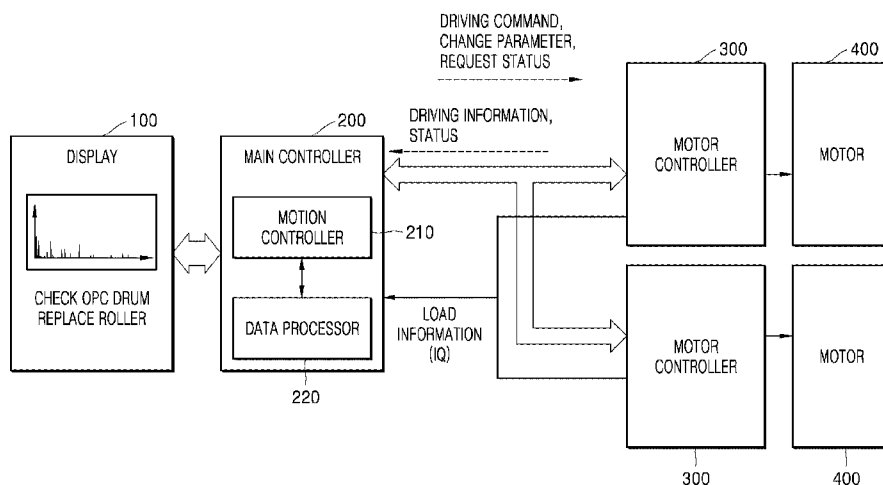 DRIVING COMMAND,
CHANGE PARAMETER,
REQUEST STATUS
300
400
100
200
DRIVING INFORMATION,
STATUS
DISPLAY
MAIN CONTROLLER
MOTOR
CONTROLLER
MOTOR
MOTION
CONTROLLER
210
CHECK OPC DRUM
REPLACE ROLLER
DATA PROCESSOR
LOAD
INFORMATION
(IQ)
MOTOR
CONTROLLER
MOTOR
220
300
400